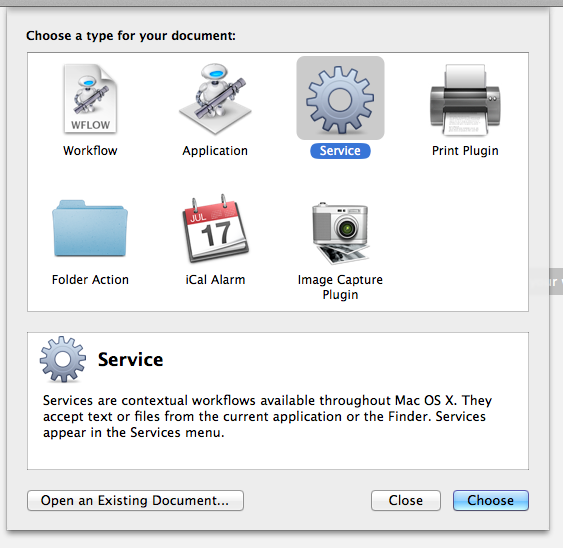 Choose a type for your document:
WFLOW
Workflow
Application
Service
Print Plugin
JUL
17
Folder Action
iCal Alarm
Image Capture
Plugin
Service
Services are contextual workflows available throughout Mac OS X. They
accept text or files from the current application or the Finder. Services
appear in the Services menu.
Open an Existing Document...
Close
Choose